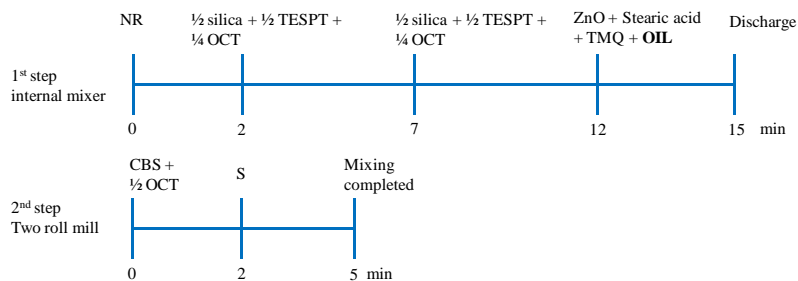 NR
½ silica + ½ TESPT +
¼ OCT
½ silica + ½ TESPT +
¼ OCT
ZnO + Stearic acid
+ TMQ + OIL
Discharge
1st step
internal mixer
0
2
7
12
15
min
CBS +
½ OCT
S
Mixing
completed
2nd step
Two roll mill
0
2
5
min